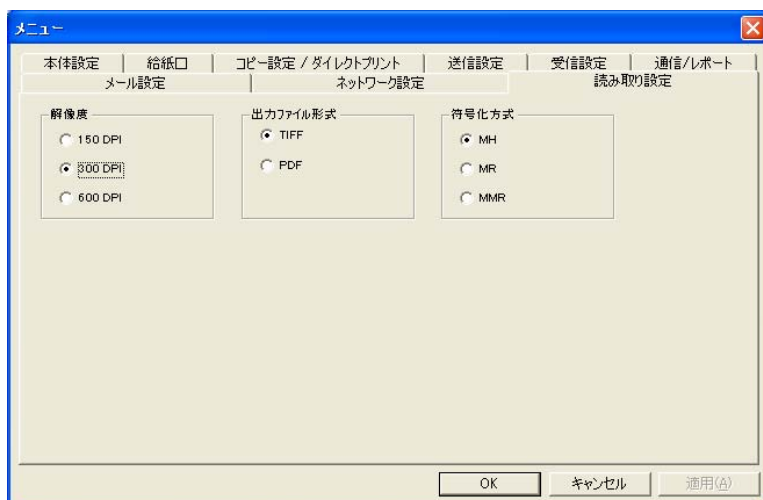 メニュー
本体設定 給紙口 コピー設定 / ダイレクトプリント 送信設定 受信設定 通信/レポート
メール設定 ネットワーク設定 読み取り設定
解像度 出力ファイル形式 符号化方式
150 DPI TIFF MH
300 DPI PDF MR
600 DPI MMR
OK キャンセル 適用(A)